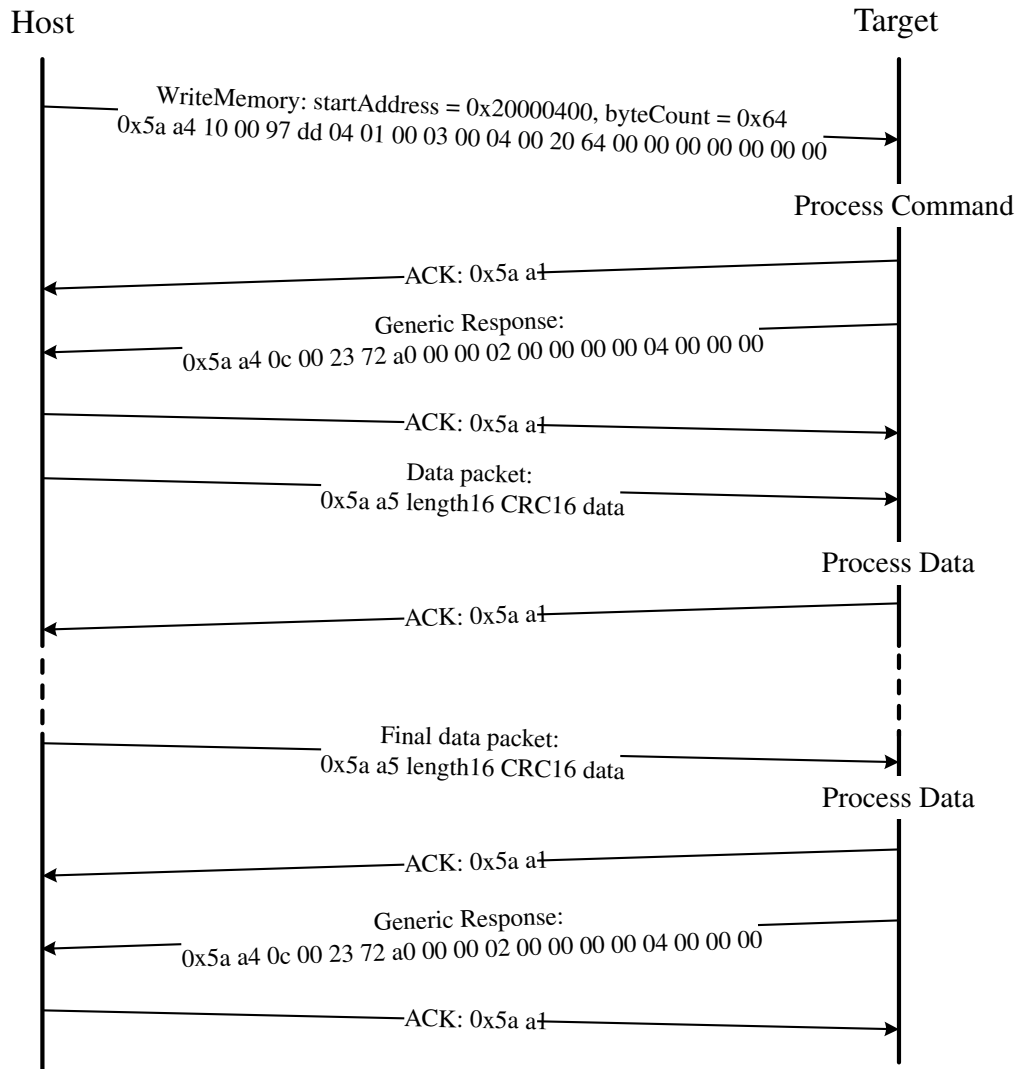 Host
Target
WriteMemory: startAddress = 0x20000400, byteCount = 0x64
0x5a a4 10 00 97 dd 04 01 00 03 00 04 00 20 64 00 00 00 00 00 00 00
Process Command
ACK: 0x5a a1
Generic Response:
0x5a a4 0c 00 23 72 a0 00 00 02 00 00 00 00 04 00 00 00
ACK: 0x5a a1
Data packet:
0x5a a5 length16 CRC16 data
Process Data
ACK: 0x5a a1
Final data packet:
0x5a a5 length16 CRC16 data
Process Data
ACK: 0x5a a1
Generic Response:
0x5a a4 0c 00 23 72 a0 00 00 02 00 00 00 00 04 00 00 00
ACK: 0x5a a1